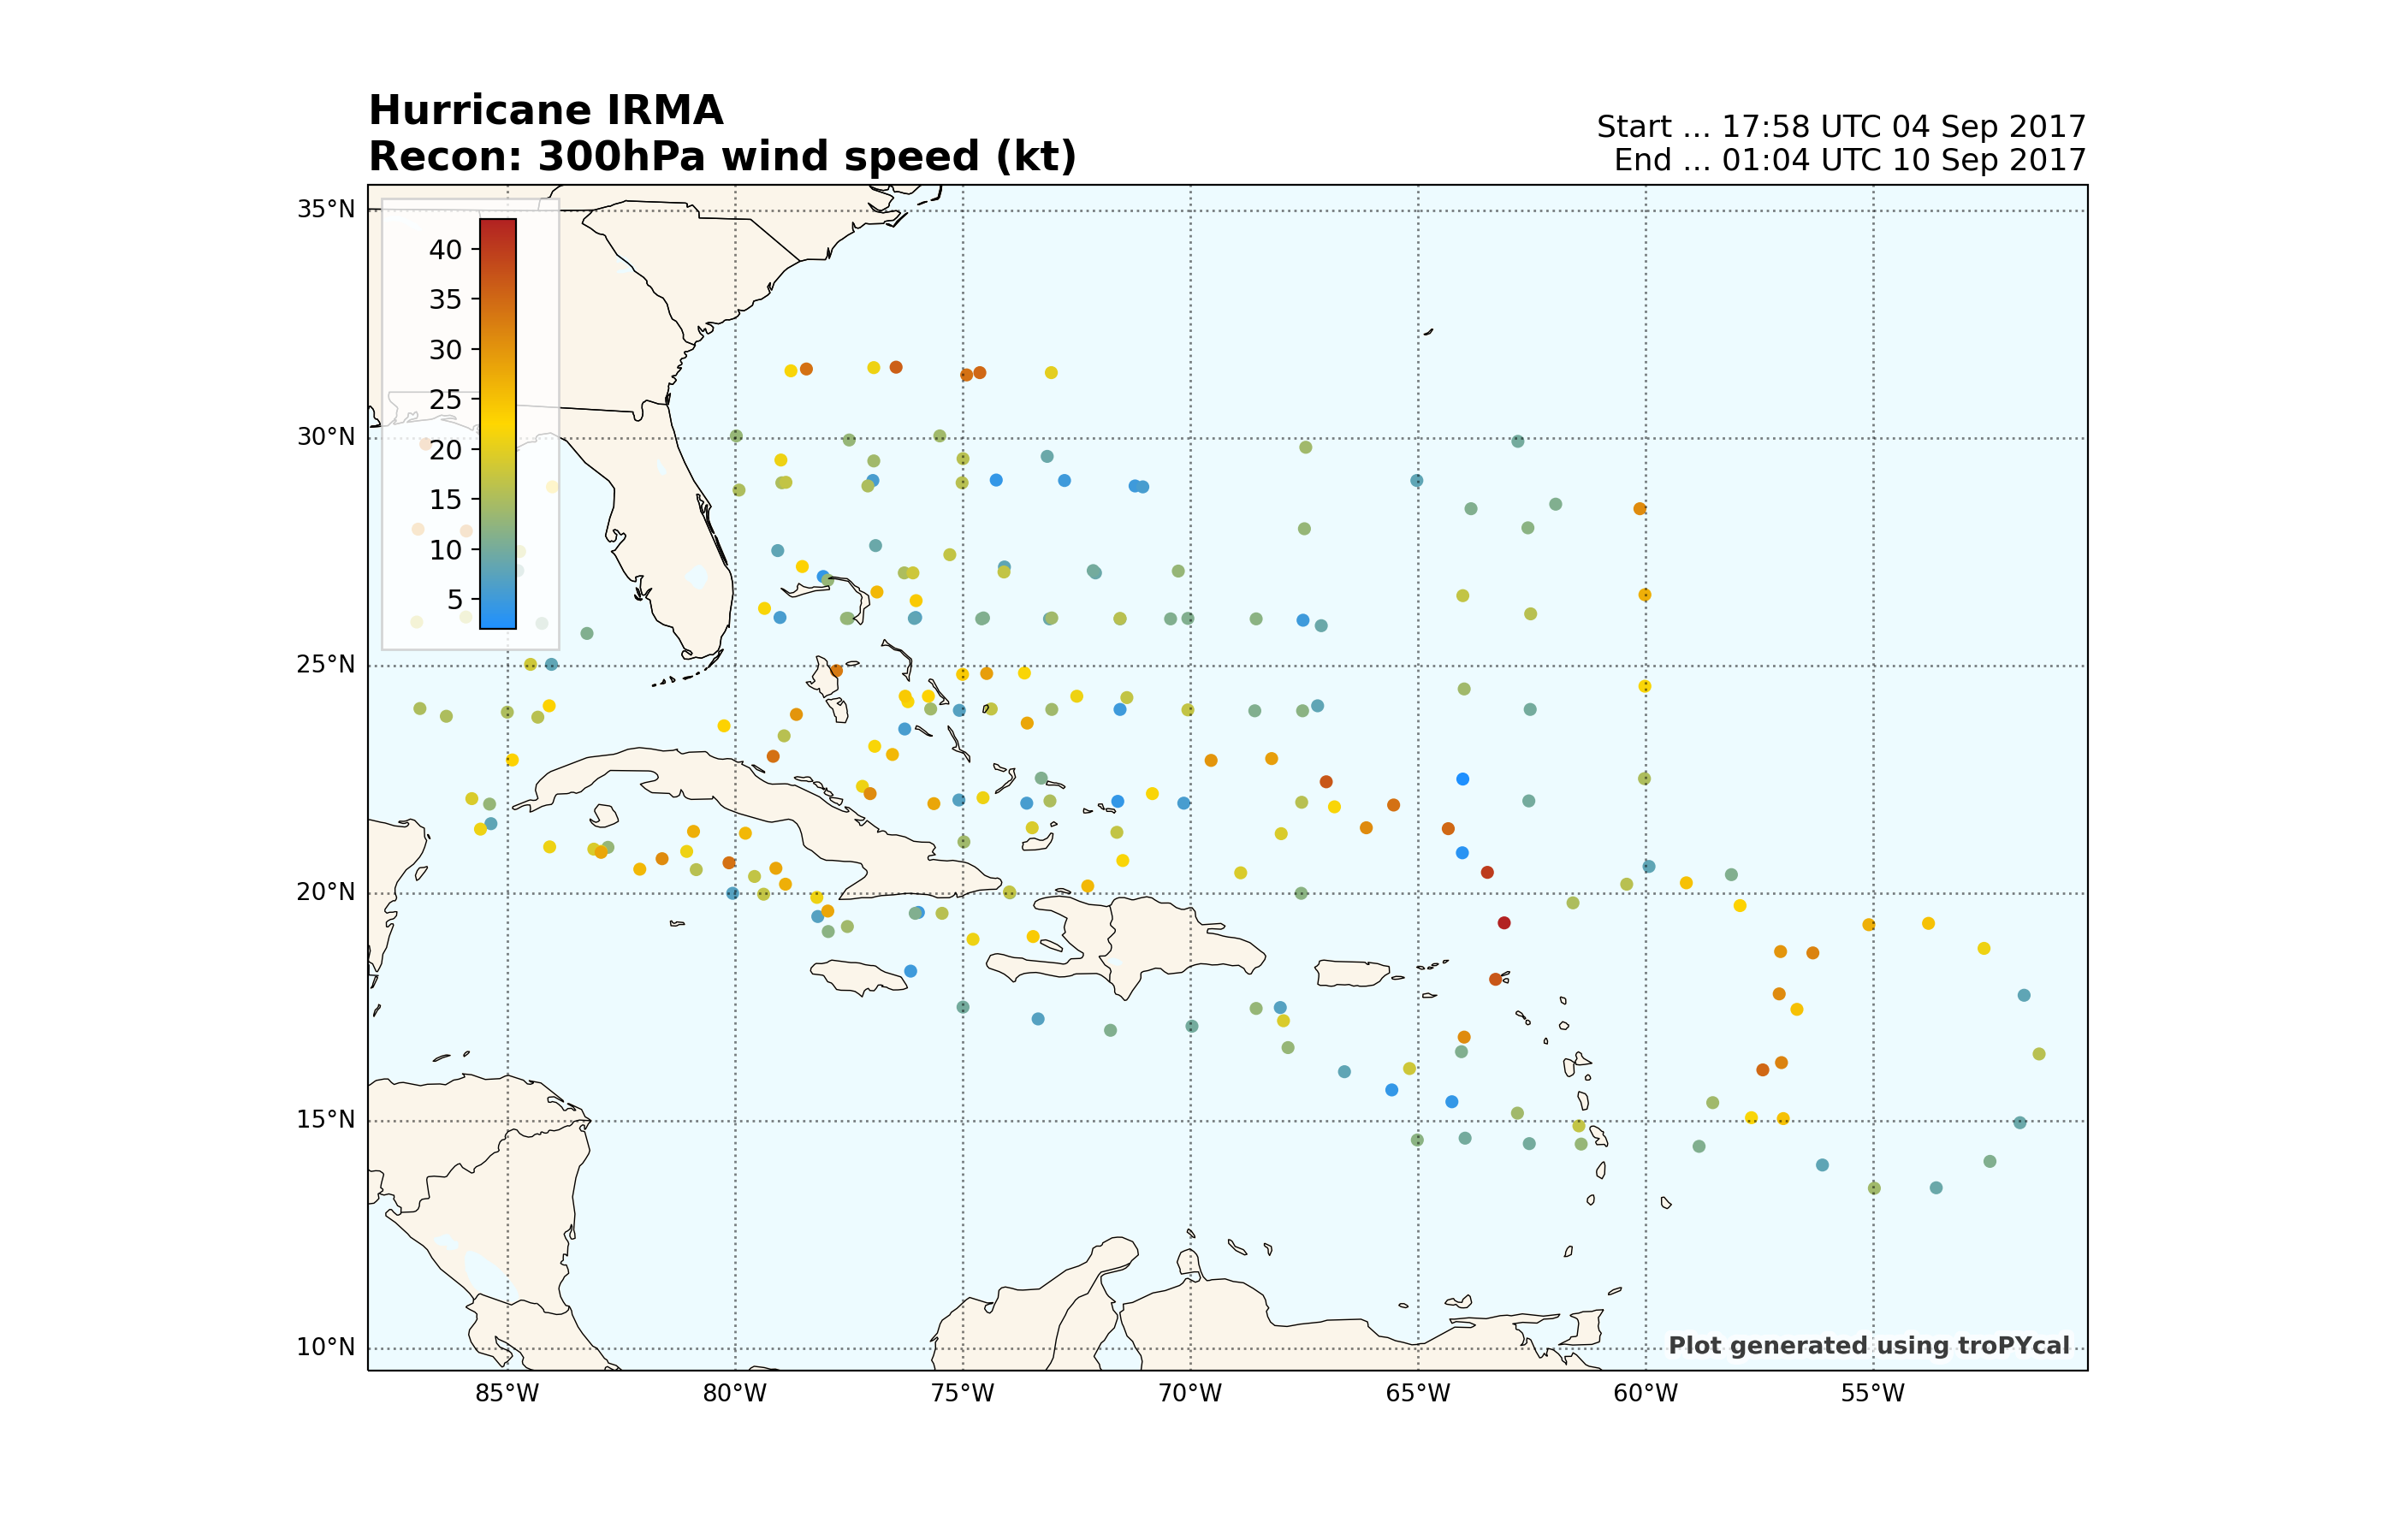 Hurricane IRMA
Recon: 300hPa wind speed (kt)
Start ... 17:58 UTC 04 Sep 2017
End ... 01:04 UTC 10 Sep 2017
35°N
30°N
25°N
20°N
15°N
10°N
40
35
30
25
20
15
10
5
Plot generated using troPYcal
85°W
80°W
75°W
70°W
65°W
60°W
55°W